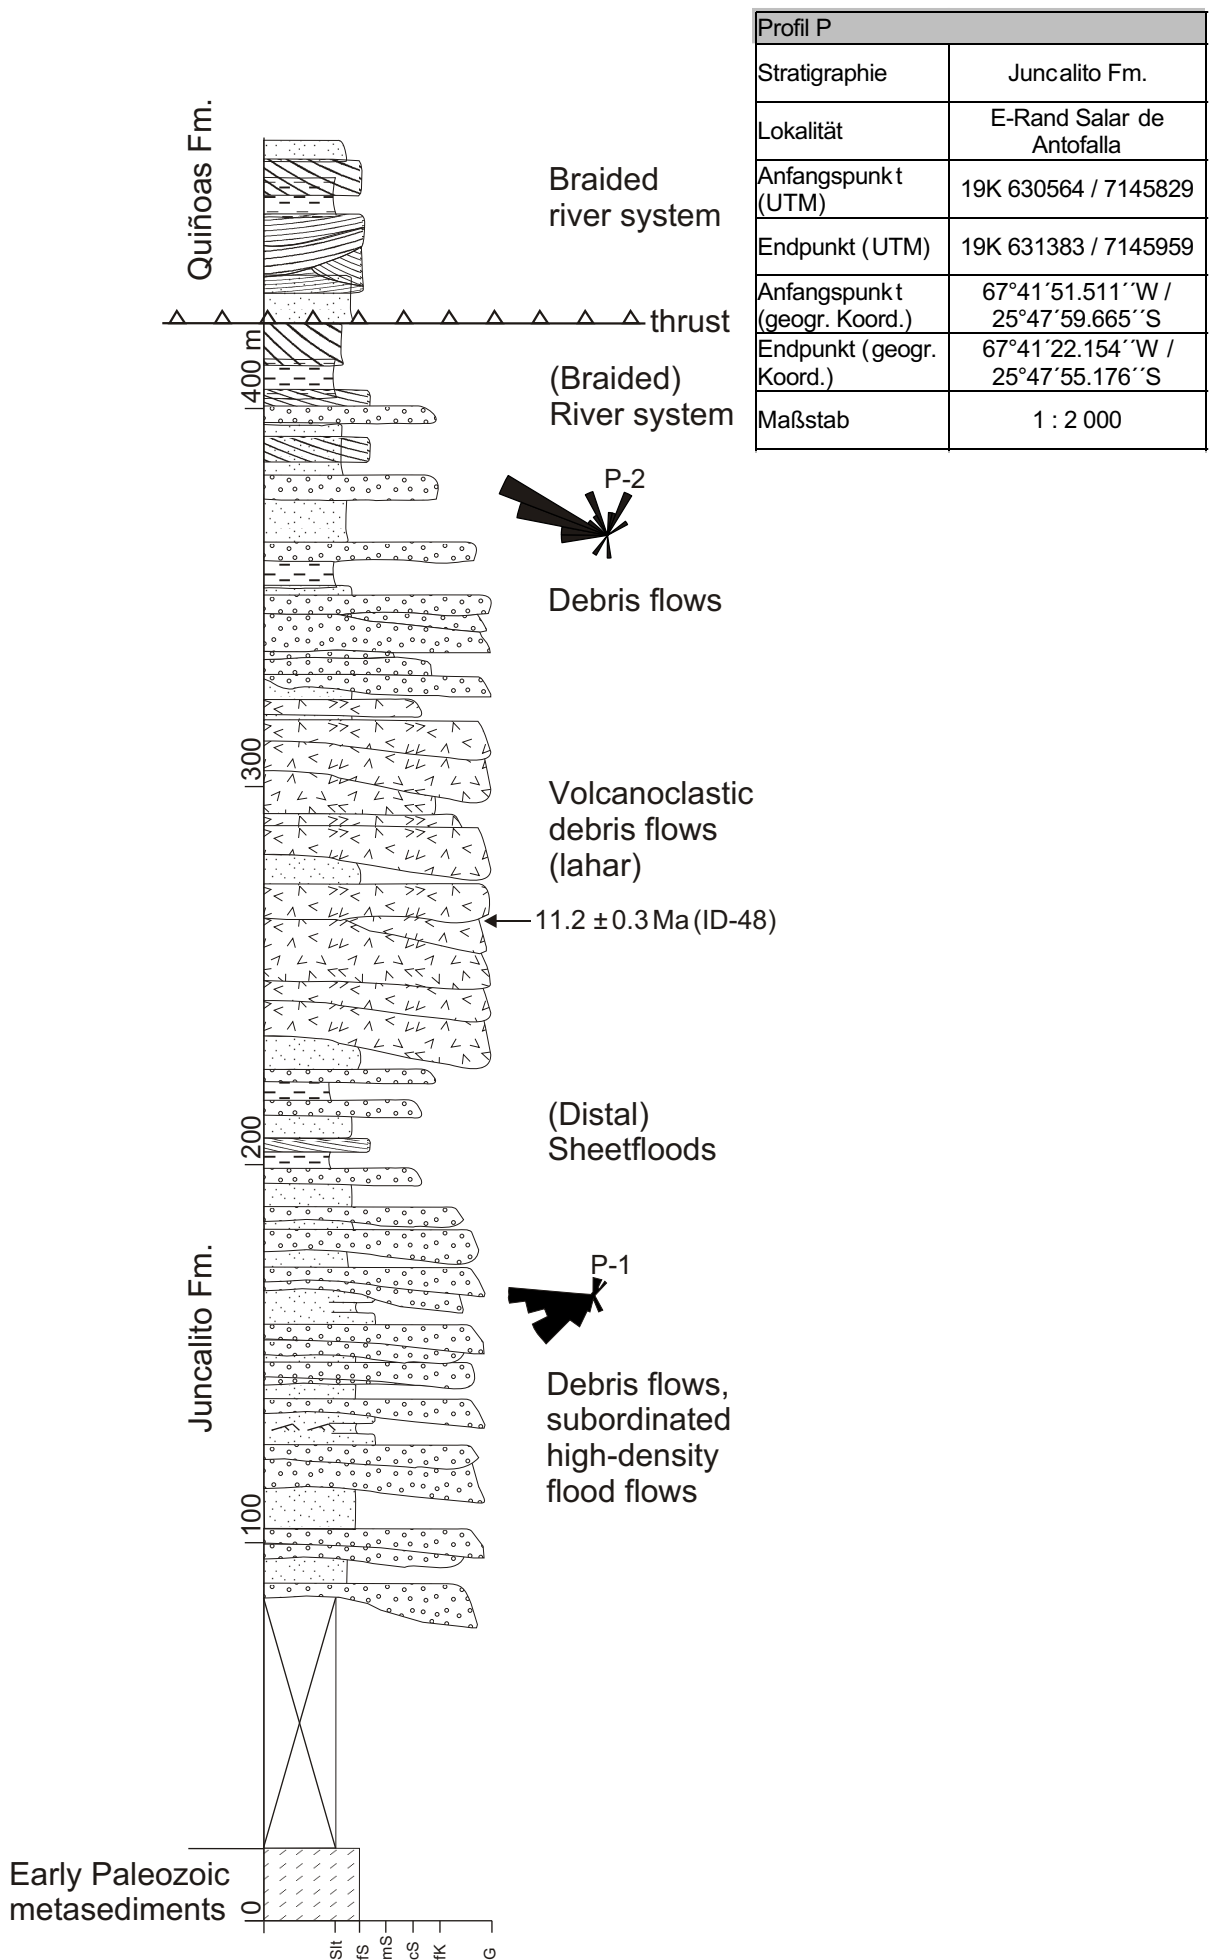 Profil P
Stratigraphie
Juncalito Fm.
Lokalität
E-Rand Salar de
Antofalla
Anfangspunkt
(UTM)
19K 630564 / 7145829
Endpunkt (UTM)
19K 631383 / 7145959
Anfangspunkt
(geogr. Koord.)
67°41´51.511´´W /
25°47´59.665´´S
Endpunkt (geogr.
Koord.)
67°41´22.154´´W /
25°47´55.176´´S
Maßstab
1 : 2 000
Quiñoas Fm.
Braided
river system
thrust
400 m
(Braided)
River system
P-2
Debris flows
300
Volcanoclastic
debris flows
(lahar)
11.2 ± 0.3 Ma (ID-48)
(Distal)
Sheetfloods
200
Juncalito Fm.
P-1
Debris flows,
subordinated
high-density
flood flows
100
Early Paleozoic
metasediments
0
Slt
fS
mS
cS
fK
G